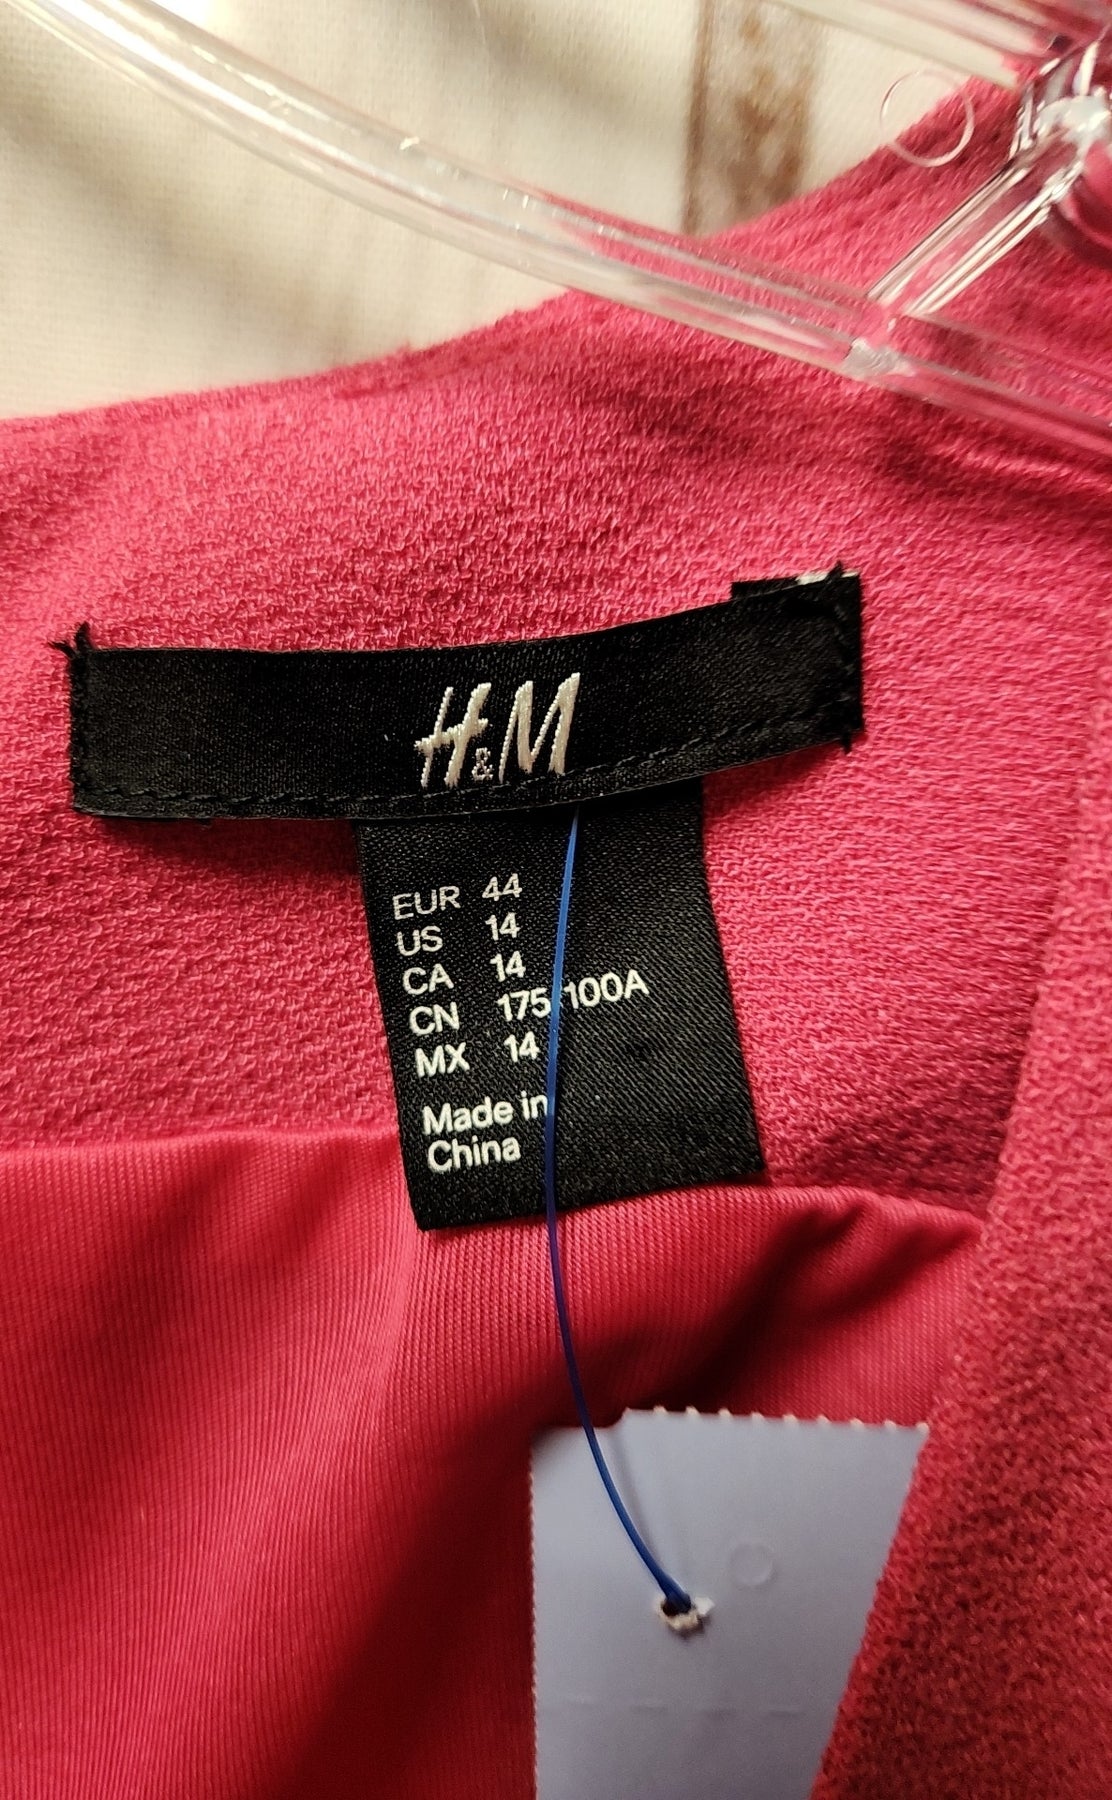 H&M
EUR 44
US 14
CA 14
CN 175/100A
MX 14
Made in
China